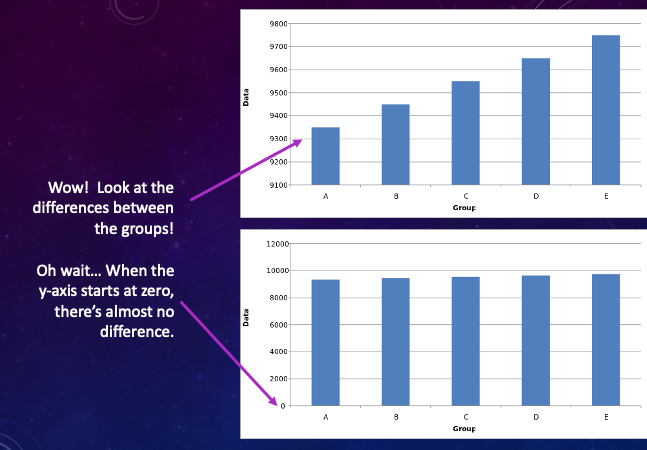 9800
9700
9600
9500
9400
9300
9200
9100
Data
A B C D E
Group
Wow!  Look at the
differences between
the groups!
Oh wait... When the
y-axis starts at zero,
there's almost no
difference.
12000
10000
8000
6000
4000
2000
0
Data
A B C D E
Group